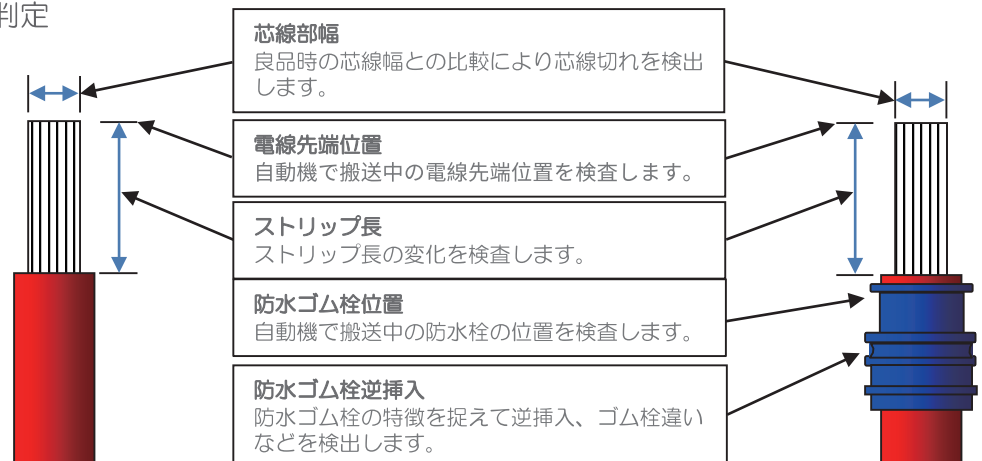 判定
芯線部幅
良品時の芯線幅との比較により芯線切れを検出
します。
電線先端位置
自動機で搬送中の電線先端位置を検査します。
ストリップ長
ストリップ長の変化を検査します。
防水ゴム栓位置
自動機で搬送中の防水栓の位置を検査します。
防水ゴム栓逆挿入
防水ゴム栓の特徴を捉えて逆挿入、ゴム栓違い
などを検出します。